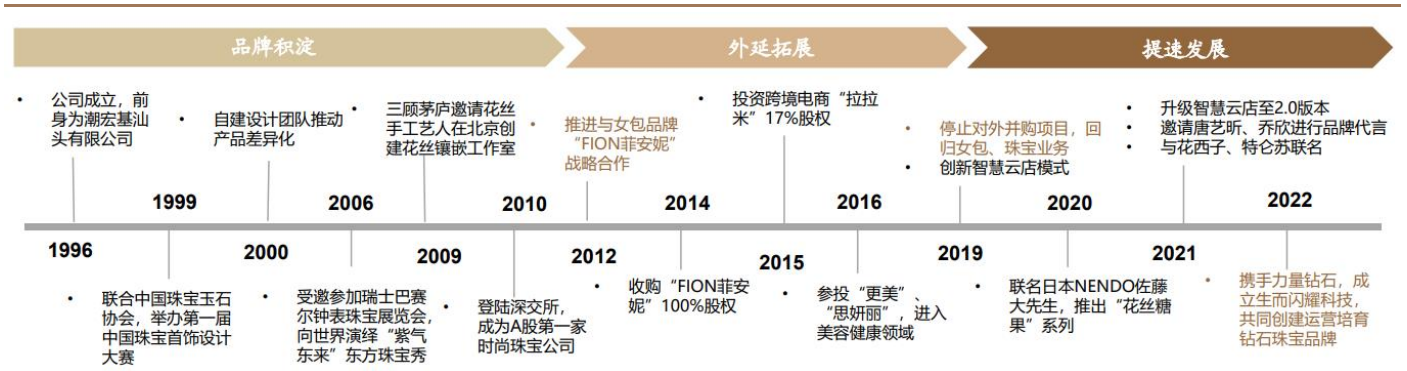 品牌积淀
外延拓展
提速发展
• 公司成立，前
身为潮宏基汕
头有限公司
• 自建设计团队推动
产品差异化
• 三顾茅庐邀请花丝
手工艺人在北京创
建花丝镶嵌工作室
• 推进与女包品牌
“FION菲安妮”
战略合作
• 投资跨境电商“拉拉
米”17%股权
• 停止对外并购项目，回
归女包、珠宝业务
• 创新智慧云店模式
• 升级智慧云店至2.0版本
• 邀请唐艺昕、乔欣进行品牌代言
• 与花西子、特仑苏联名
1999
2006
2010
2014
2016
2020
2022
1996
2000
2009
2012
2015
2019
2021
• 联合中国珠宝玉石
协会，举办第一届
中国珠宝首饰设计
大赛
• 受邀参加瑞士巴赛
尔钟表珠宝展览会，
向世界演绎“紫气
东来”东方珠宝秀
• 登陆深交所，
成为A股第一家
时尚珠宝公司
• 收购“FION菲安
妮”100%股权
• 参投“更美”、
“思妍丽”，进入
美容健康领域
• 联名日本NENDO佐藤
大先生，推出“花丝糖
果”系列
• 携手力量钻石，成
立生而闪耀科技，
共同创建运营培育
钻石珠宝品牌